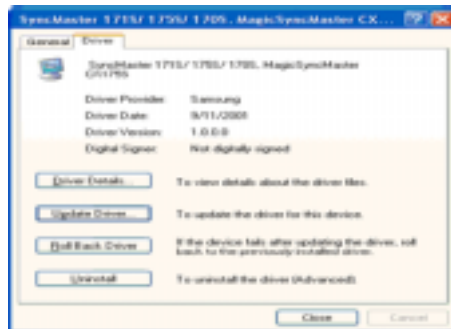 SyncMaster 171S/ 175S/ 170S, MagicSyncMaster CX...
General Driver
SyncMaster 171S/ 175S/ 170S, MagicSyncMaster
Driver Provider: Samsung
Driver Date: 9/11/2001
Driver Version: 1.0.0.0
Digital Signer: Not digitally signed
Driver Details... To view details about the driver files.
Update Driver... To update the driver for this device.
Roll Back Driver If the device fails after updating the driver, roll
back to the previously installed driver.
Uninstall To uninstall the driver (Advanced).
Close Cancel